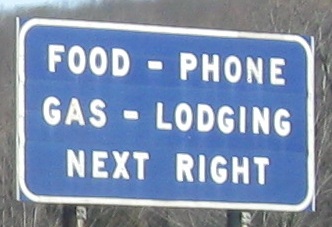 FOOD - PHONE
GAS - LODGING
NEXT RIGHT